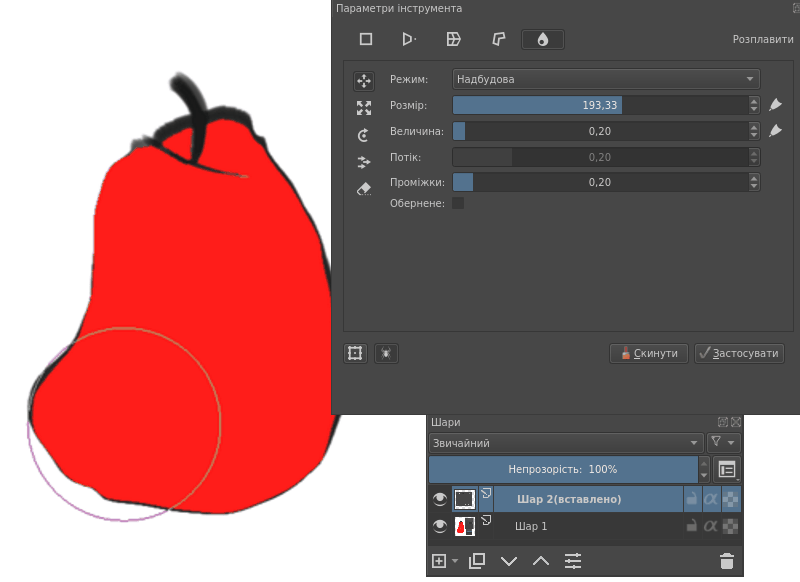 Параметри інструмента
Розплавити
Режим: Надбудова
Розмір: 193,33
Величина: 0,20
Потік: 0,20
Проміжки: 0,20
Обернене:
Скинути Застосувати
Шари
Звичайний
Непрозорість: 100%
Шар 2(вставлено)
Шар 1